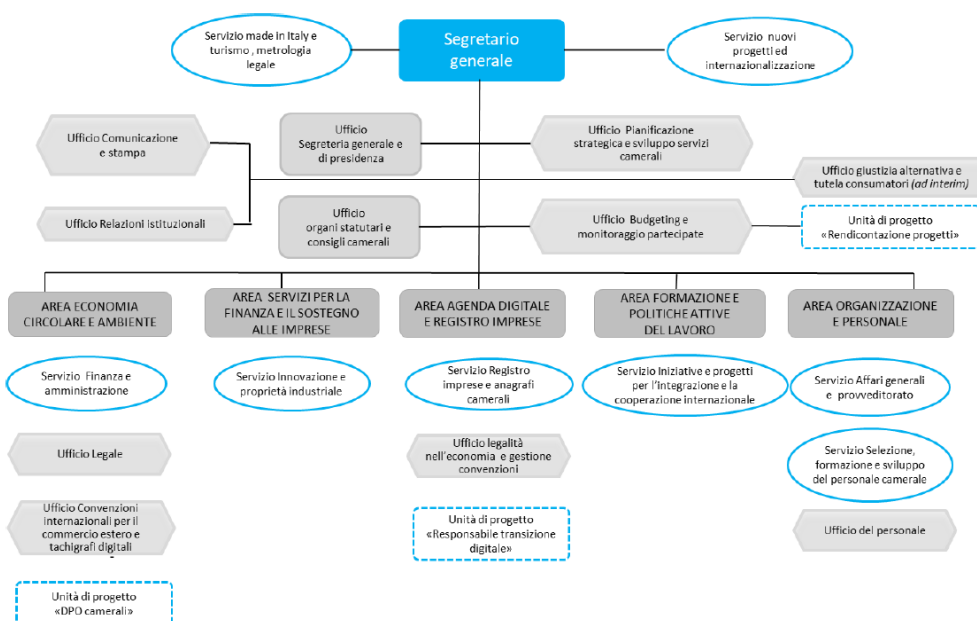 Servizio made in Italy e
turismo , metrologia
legale
Segretario
generale
Servizio nuovi
progetti ed
internazionalizzazione
Ufficio Comunicazione
e stampa
Ufficio
Segreteria generale e
di presidenza
Ufficio Planificazione
strategica e sviluppo servizi
camerali
Ufficio giustizia alternativa e
tutela consumatori (ad interim)
Ufficio Relazioni Istituzionali
Ufficio
organi statutari e
consigli camerali
Ufficio Budgeting e
monitoraggio partecipate
Unità di progetto
«Rendicontazione progetti»
AREA ECONOMIA
CIRCOLARE E AMBIENTE
AREA SERVIZI PER LA
FINANZA E IL SOSTEGNO
ALLE IMPRESE
AREA AGENDA DIGITALE
E REGISTRO IMPRESE
AREA FORMAZIONE E
POLITICHE ATTIVE
DEL LAVORO
AREA ORGANIZZAZIONE
E PERSONALE
Servizio Finanza e
amministrazione
Servizio Innovazione e
proprietà industriale
Servizio Registro
imprese e anagrafi
camerali
Servizio Iniziative e progetti
per l'integrazione e la
cooperazione internazionale
Servizio Affari generali
e provveditorato
Ufficio Legale
Ufficio legalità
nell'economia e gestione
convenzioni
Servizio Selezione,
formazione e sviluppo
del personale camerale
Ufficio Convenzioni
internazionali per il
commercio estero e
tachigrafi digitali
Unità di progetto
«Responsabile transizione
digitale»
Ufficio del personale
Unità di progetto
«DPO camerali»